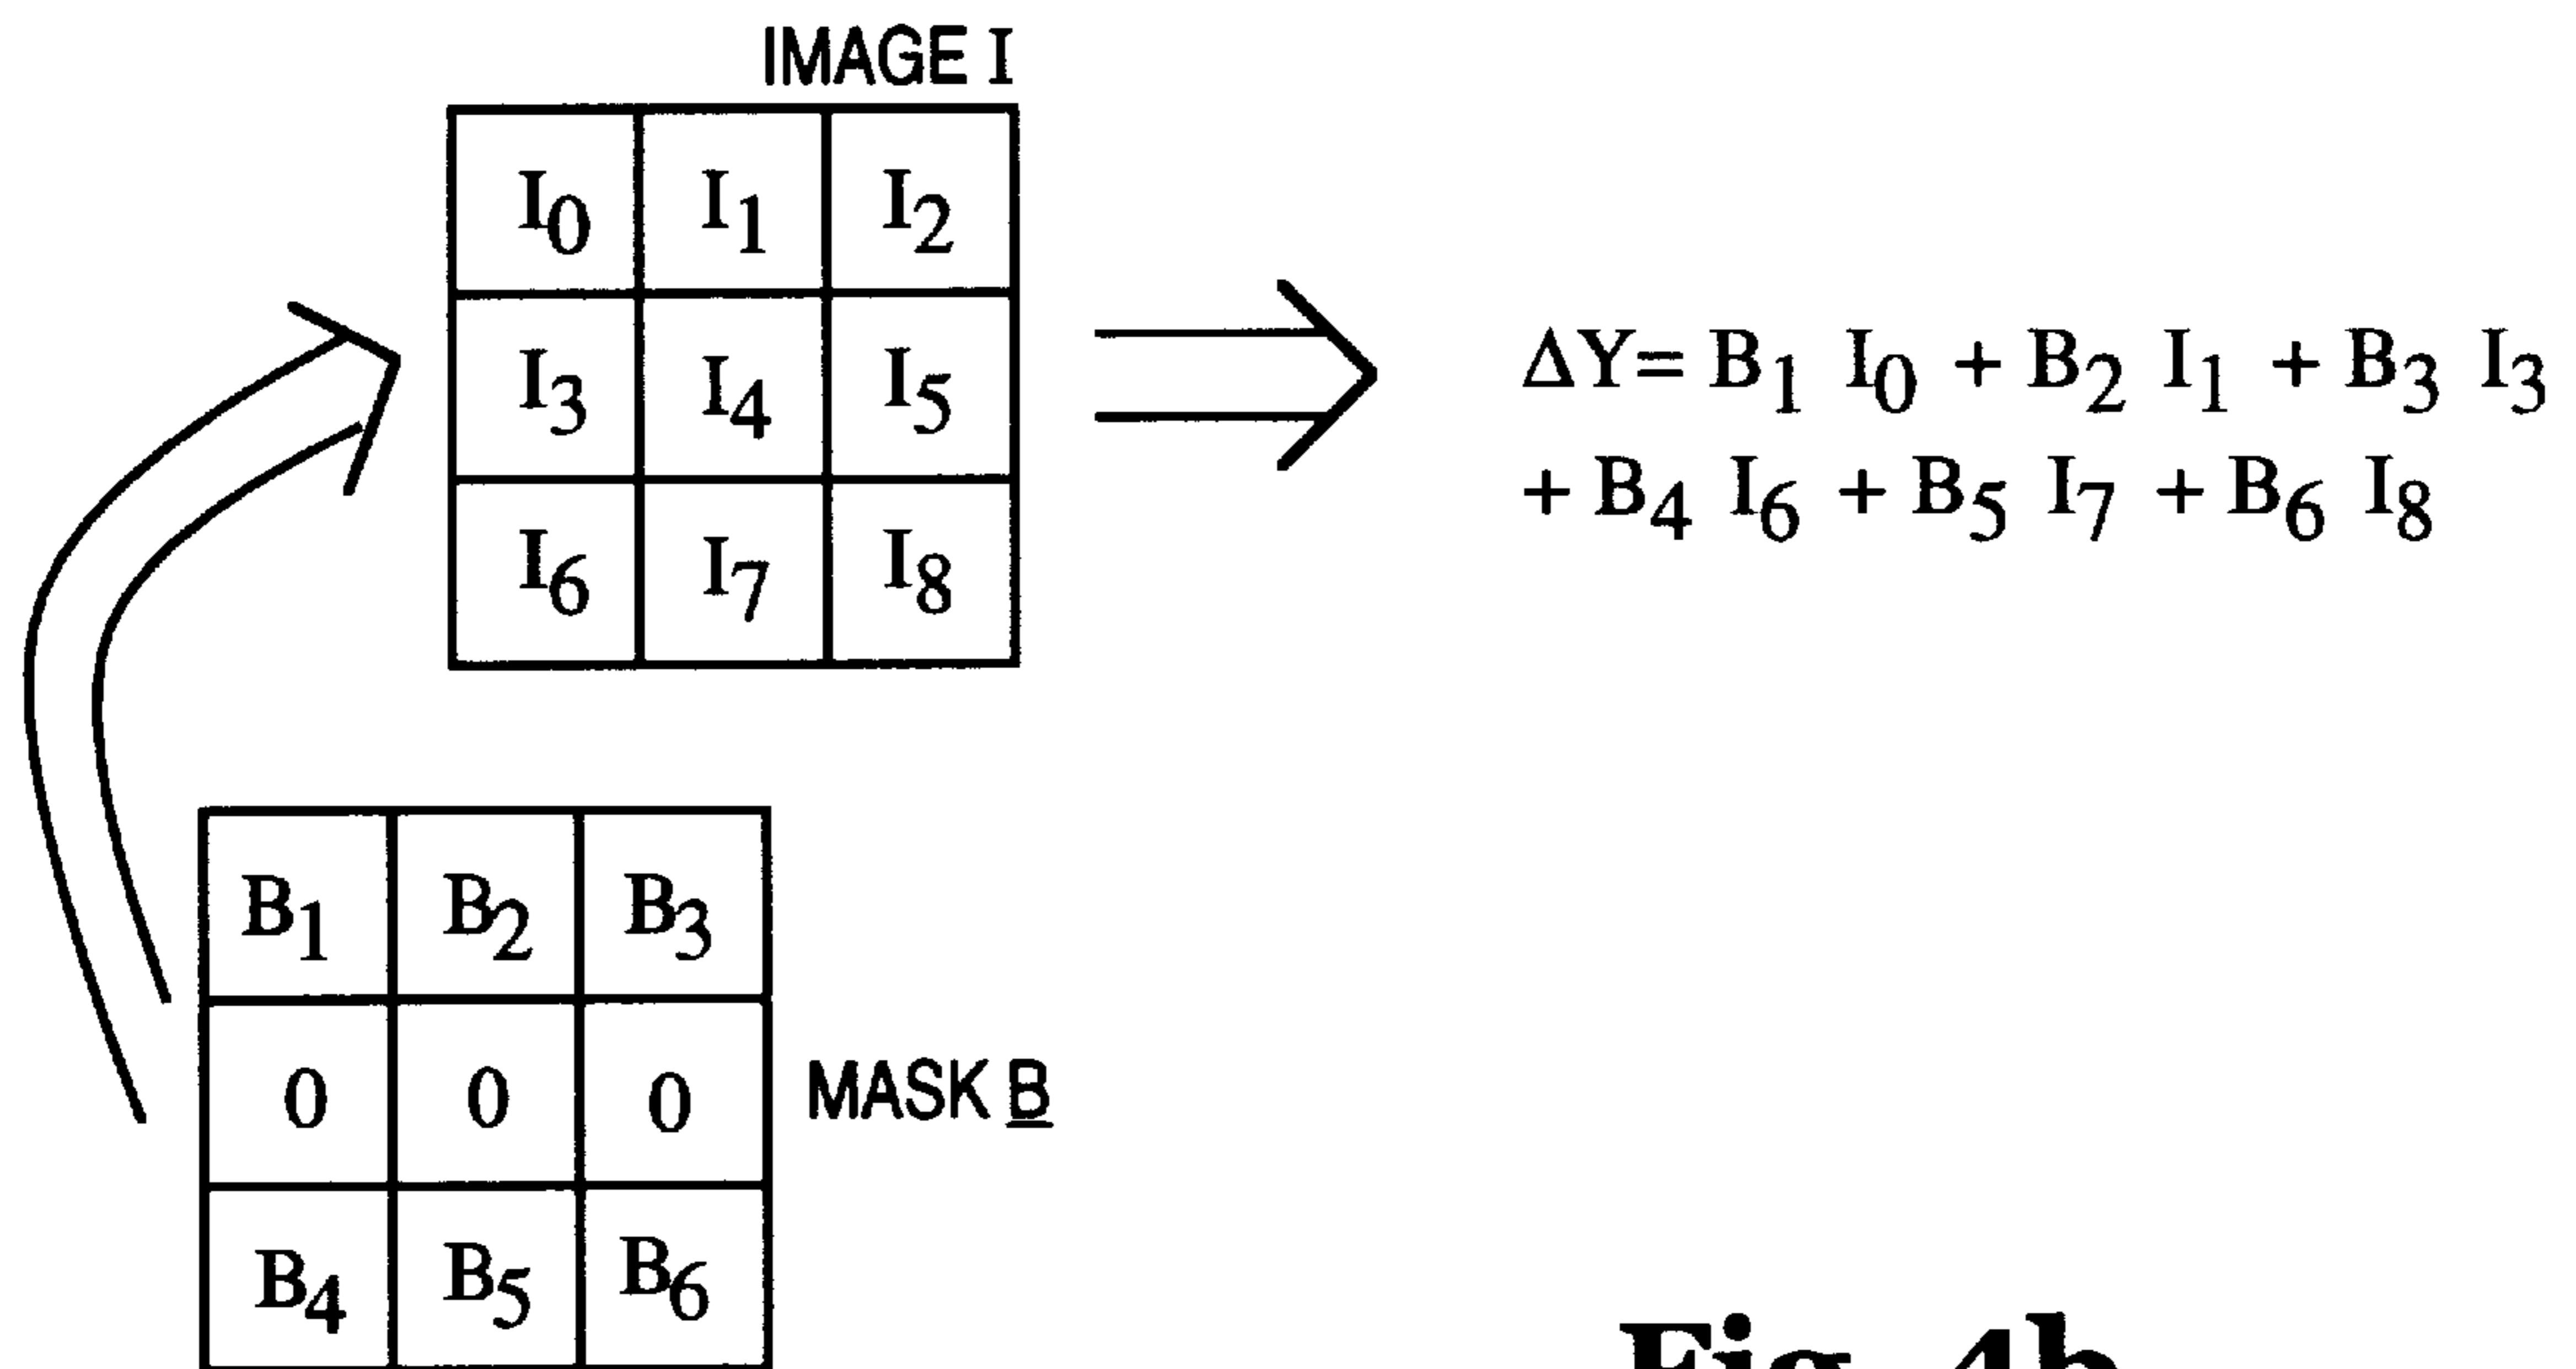 IMAGE I
I0 I1 I2
I3 I4 I5
I6 I7 I8
ΔY= B1 I0 + B2 I1 + B3 I3
+ B4 I6 + B5 I7 + B6 I8
B1 B2 B3
0 0 0
MASK B
B4 B5 B6
Fig. 4b